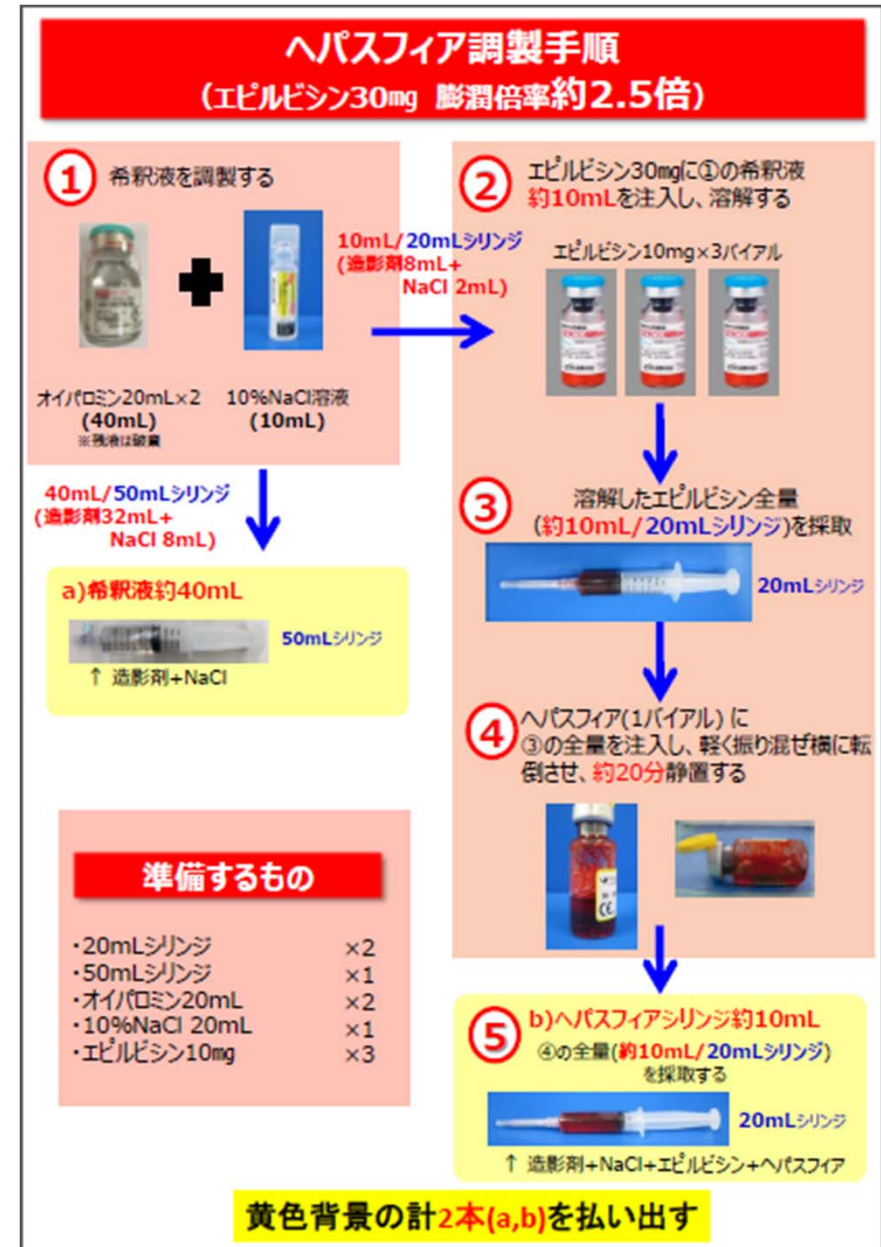 ヘパスフィア調製手順
(エピルビシン30㎎ 膨潤倍率約2.5倍)
① 希釈液を調製する
オイパロミン20mL×2
(40mL)
※残液は破棄
10%NaCl溶液
(10mL)
10mL/20mLシリンジ
(造影剤8mL+
NaCl 2mL)
40mL/50mLシリンジ
(造影剤32mL+
NaCl 8mL)
a)希釈液約40mL
50mLシリンジ
↑ 造影剤+NaCl
② エピルビシン30mgに①の希釈液
約10mLを注入し、溶解する
エピルビシン10mg×3バイアル
③ 溶解したエピルビシン全量
(約10mL/20mLシリンジ)を採取
20mLシリンジ
④ ヘパスフィア(1バイアル) に
③の全量を注入し、軽く振り混ぜ横に転
倒させ、約20分静置する
⑤ b)ヘパスフィアシリンジ約10mL
④の全量(約10mL/20mLシリンジ)
を採取する
20mLシリンジ
↑ 造影剤+NaCl+エピルビシン+ヘパスフィア
準備するもの
・20mLシリンジ ×2
・50mLシリンジ ×1
・オイパロミン20mL ×2
・10%NaCl 20mL ×1
・エピルビシン10mg ×3
黄色背景の計2本(a,b)を払い出す